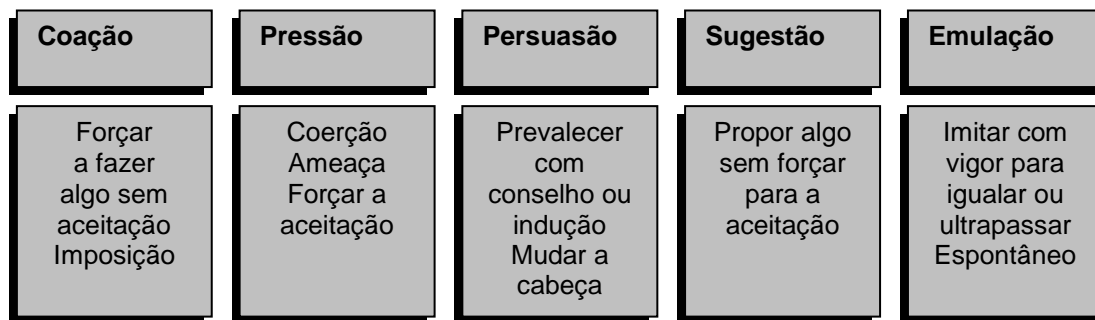 Coação
Pressão
Persuasão
Sugestão
Emulação
Forçar
a fazer
algo sem
aceitação
Imposição
Coerção
Ameaça
Forçar a
aceitação
Prevalecer
com
conselho ou
indução
Mudar a
cabeça
Propor algo
sem forçar
para a
aceitação
Imitar com
vigor para
igualar ou
ultrapassar
Espontâneo